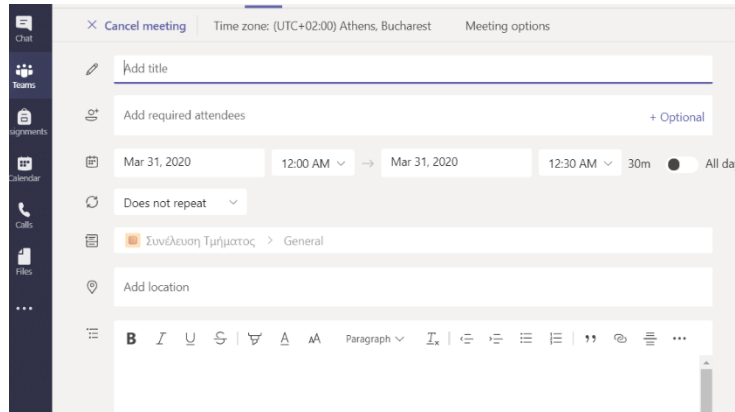 Chat
Cancel meeting Time zone: (UTC+02:00) Athens, Bucharest Meeting options
Add title
Teams
Add required attendees + Optional
signments
Mar 31, 2020 12:00 AM → Mar 31, 2020 12:30 AM 30m All da
Calendar
Does not repeat
Calls
Συνέλευση Τμήματος > General
Files
Add location
B I U S A AA Paragraph Tx